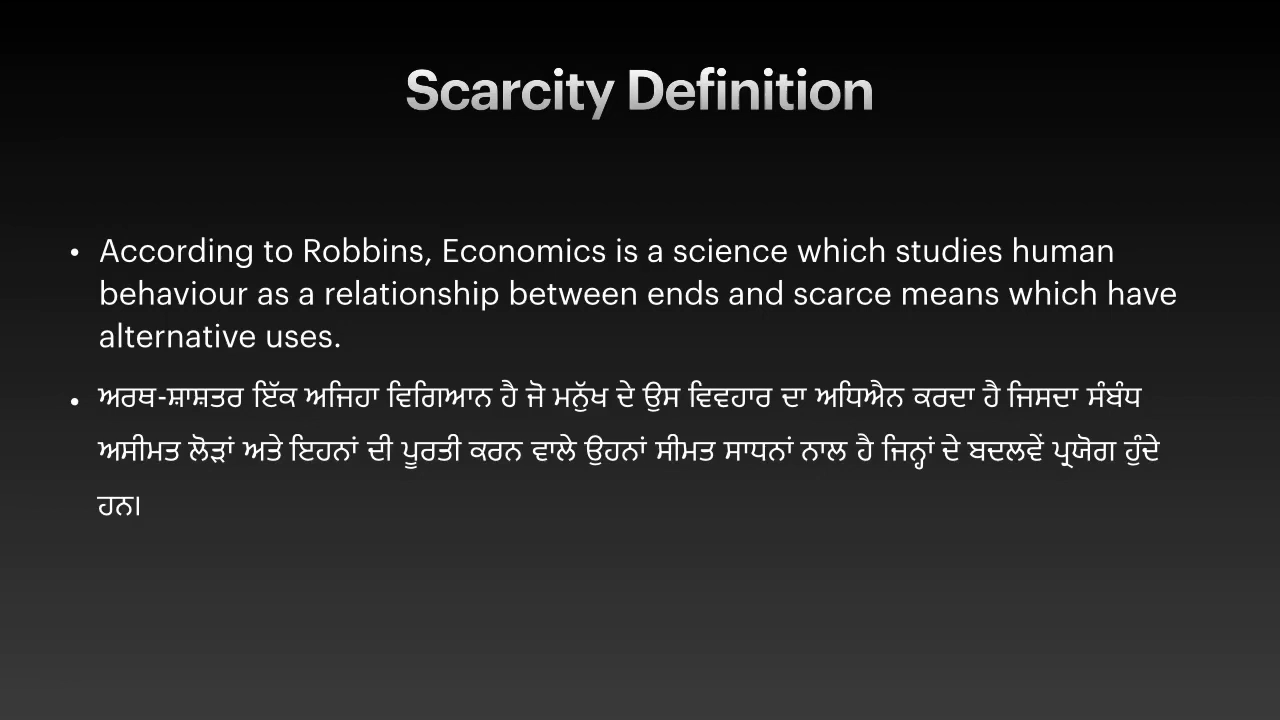 Scarcity Definition
• According to Robbins, Economics is a science which studies human
behaviour as a relationship between ends and scarce means which have
alternative uses.
• ਅਰਥ-ਸ਼ਾਸ਼ਤਰ ਇੱਕ ਅਜਿਹਾ ਵਿਗਿਆਨ ਹੈ ਜੋ ਮਨੁੱਖ ਦੇ ਉਸ ਵਿਵਹਾਰ ਦਾ ਅਧਿਐਨ ਕਰਦਾ ਹੈ ਜਿਸਦਾ ਸੰਬੰਧ
ਅਸੀਮਤ ਲੋੜਾਂ ਅਤੇ ਇਹਨਾਂ ਦੀ ਪੂਰਤੀ ਕਰਨ ਵਾਲੇ ਉਹਨਾਂ ਸੀਮਤ ਸਾਧਨਾਂ ਨਾਲ ਹੈ ਜਿਨ੍ਹਾਂ ਦੇ ਬਦਲਵੇਂ ਪ੍ਰਯੋਗ ਹੁੰਦੇ
ਹਨ।